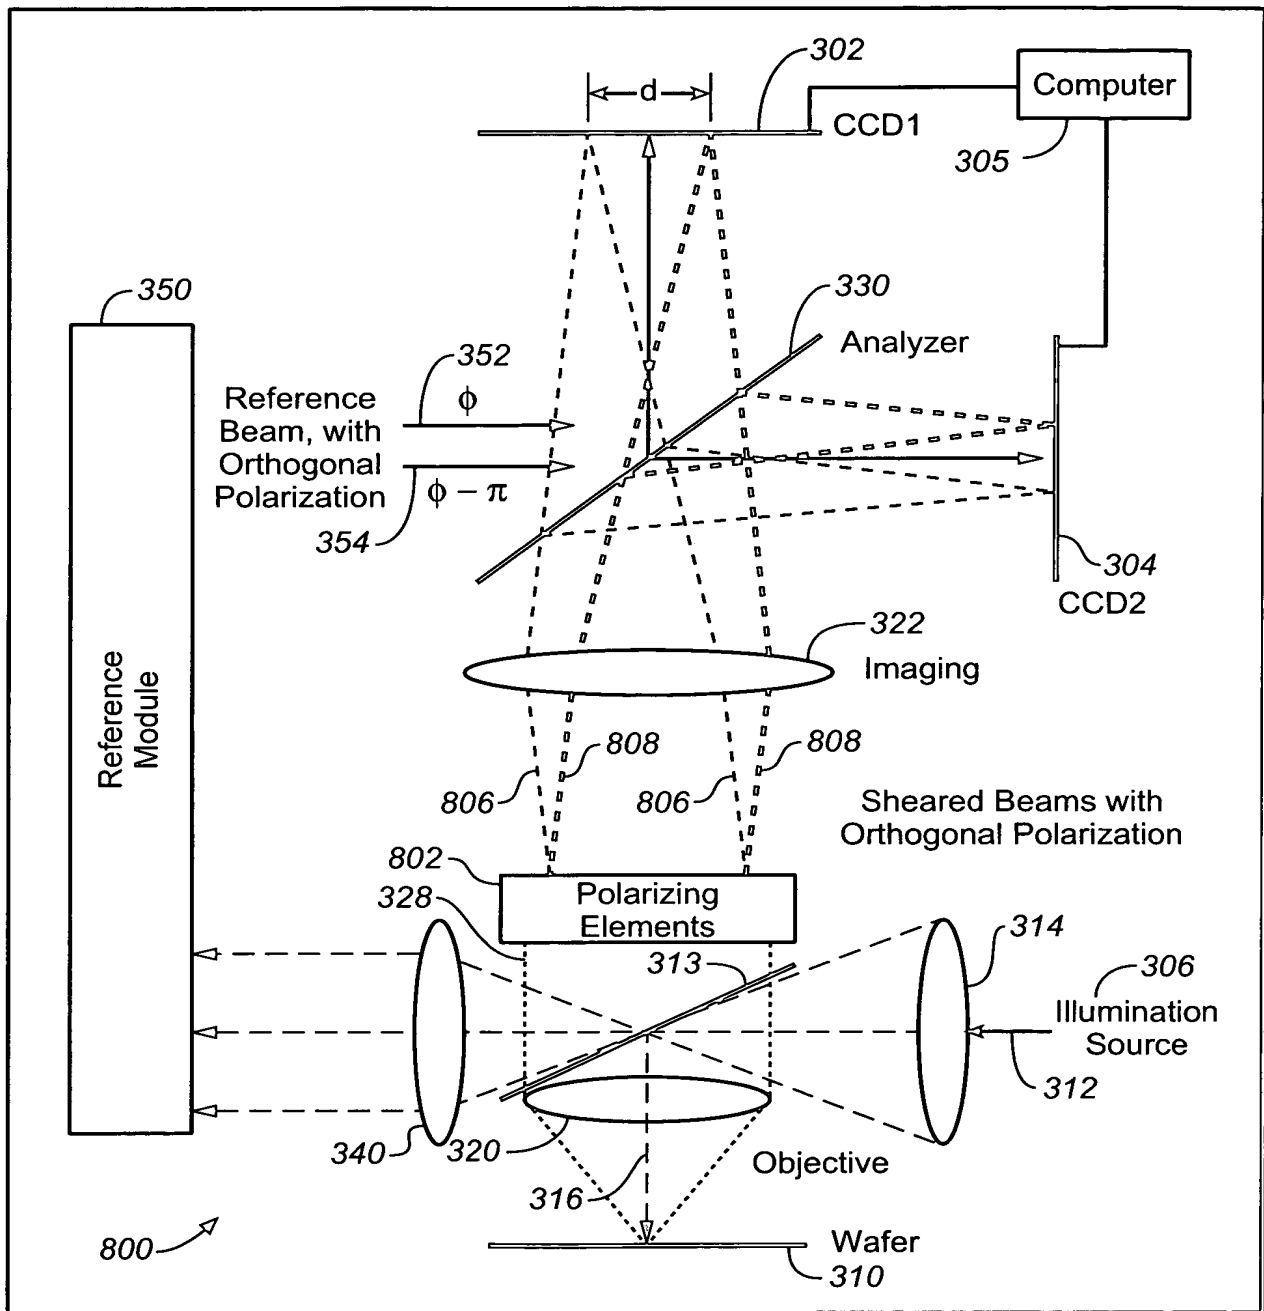 302
d
CCD1
Computer
305
350
330
Analyzer
352
Reference
Beam, with
Orthogonal
Polarization
ϕ
ϕ – π
354
304
CCD2
322
Imaging
Reference
Module
808
808
806
806
Sheared Beams with
Orthogonal Polarization
802
Polarizing
Elements
328
313
314
306
Illumination
Source
312
340
320
Objective
316
Wafer
310
800